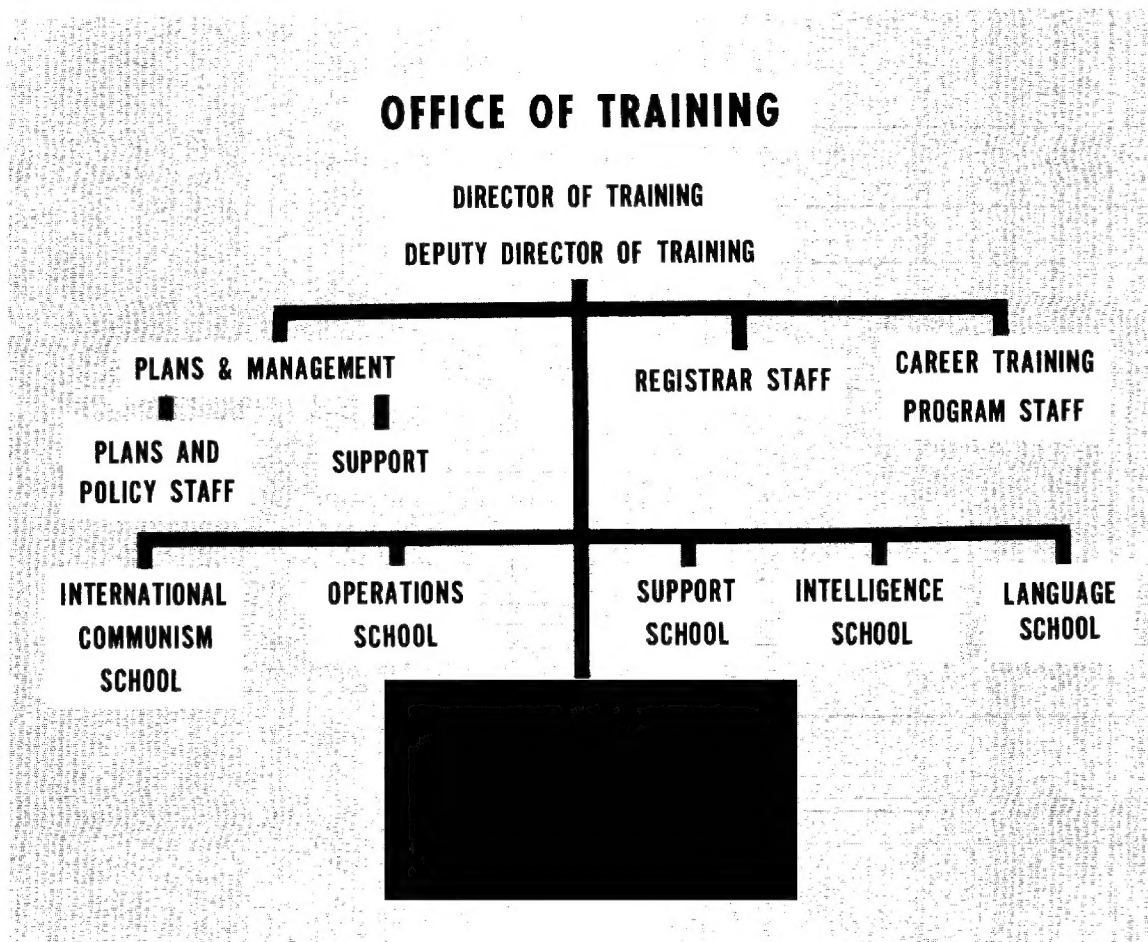 OFFICE OF TRAINING
DIRECTOR OF TRAINING
DEPUTY DIRECTOR OF TRAINING
PLANS & MANAGEMENT
REGISTRAR STAFF
CAREER TRAINING
PROGRAM STAFF
PLANS AND
POLICY STAFF
SUPPORT
INTERNATIONAL
COMMUNISM
SCHOOL
OPERATIONS
SCHOOL
SUPPORT
SCHOOL
INTELLIGENCE
SCHOOL
LANGUAGE
SCHOOL